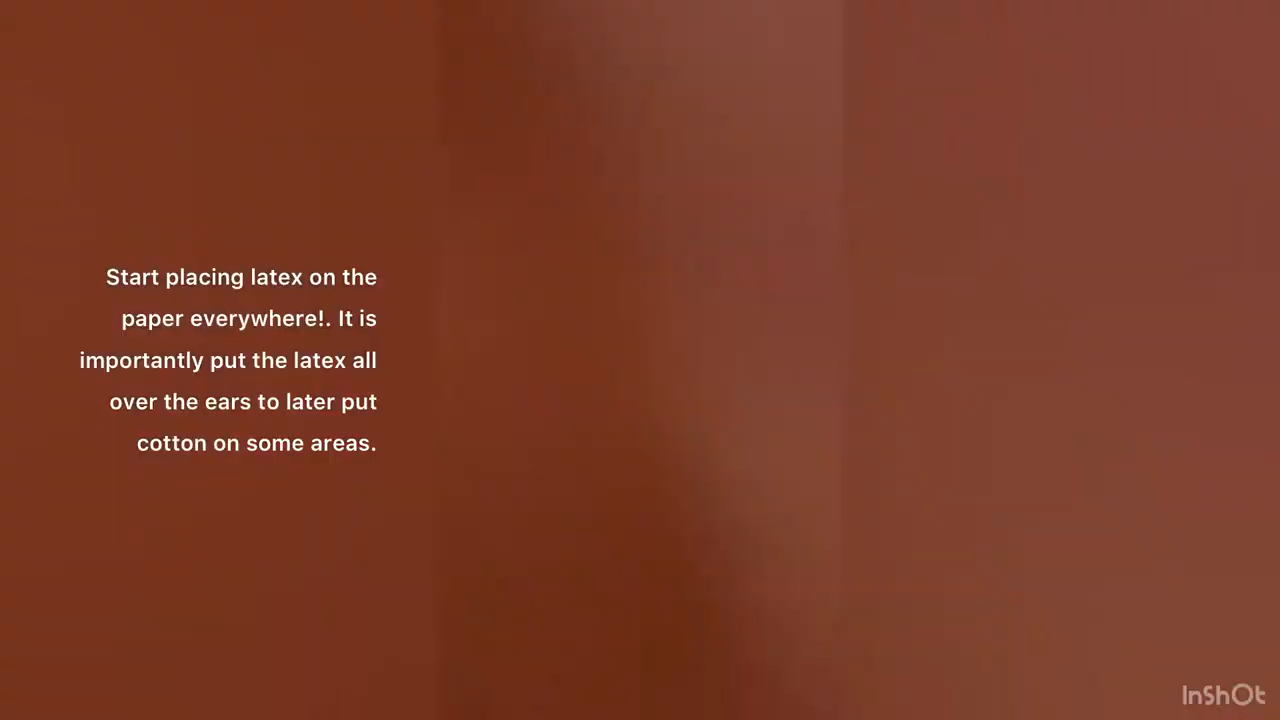 Start placing latex on the
paper everywhere!. It is
importantly put the latex all
over the ears to later put
cotton on some areas.
InShOt